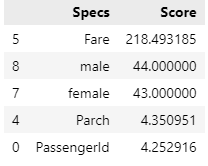 Specs Score
5 Fare 218.493185
8 male 44.000000
7 female 43.000000
4 Parch 4.350951
0 PassengerId 4.252916